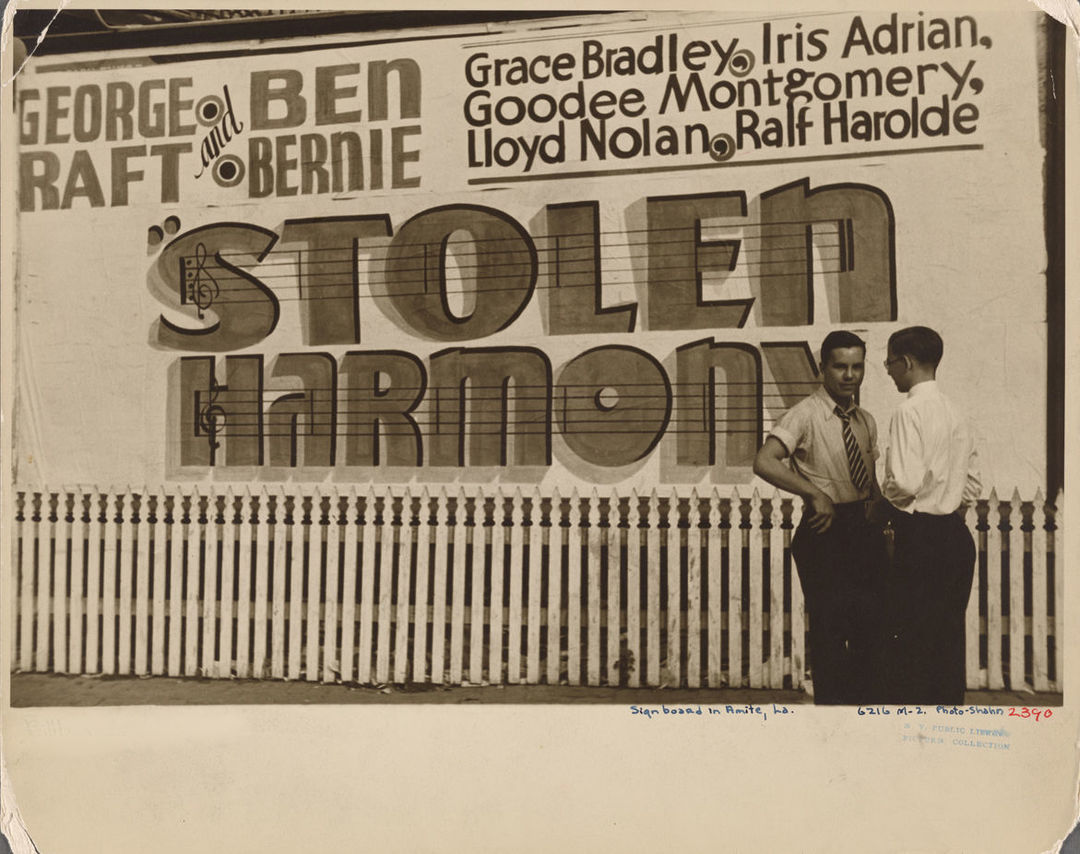 GEORGE and BEN
RAFT BERNIE
Grace Bradley, Iris Adrian,
Goodee Montgomery,
Lloyd Nolan, Ralf Harolde
"STOLEN
HARMONY
Signboard in Amite, La.
6216 M-2. Photo-Shahn 2390
N. Y. PUBLIC LIBRARY
PICTURE COLLECTION